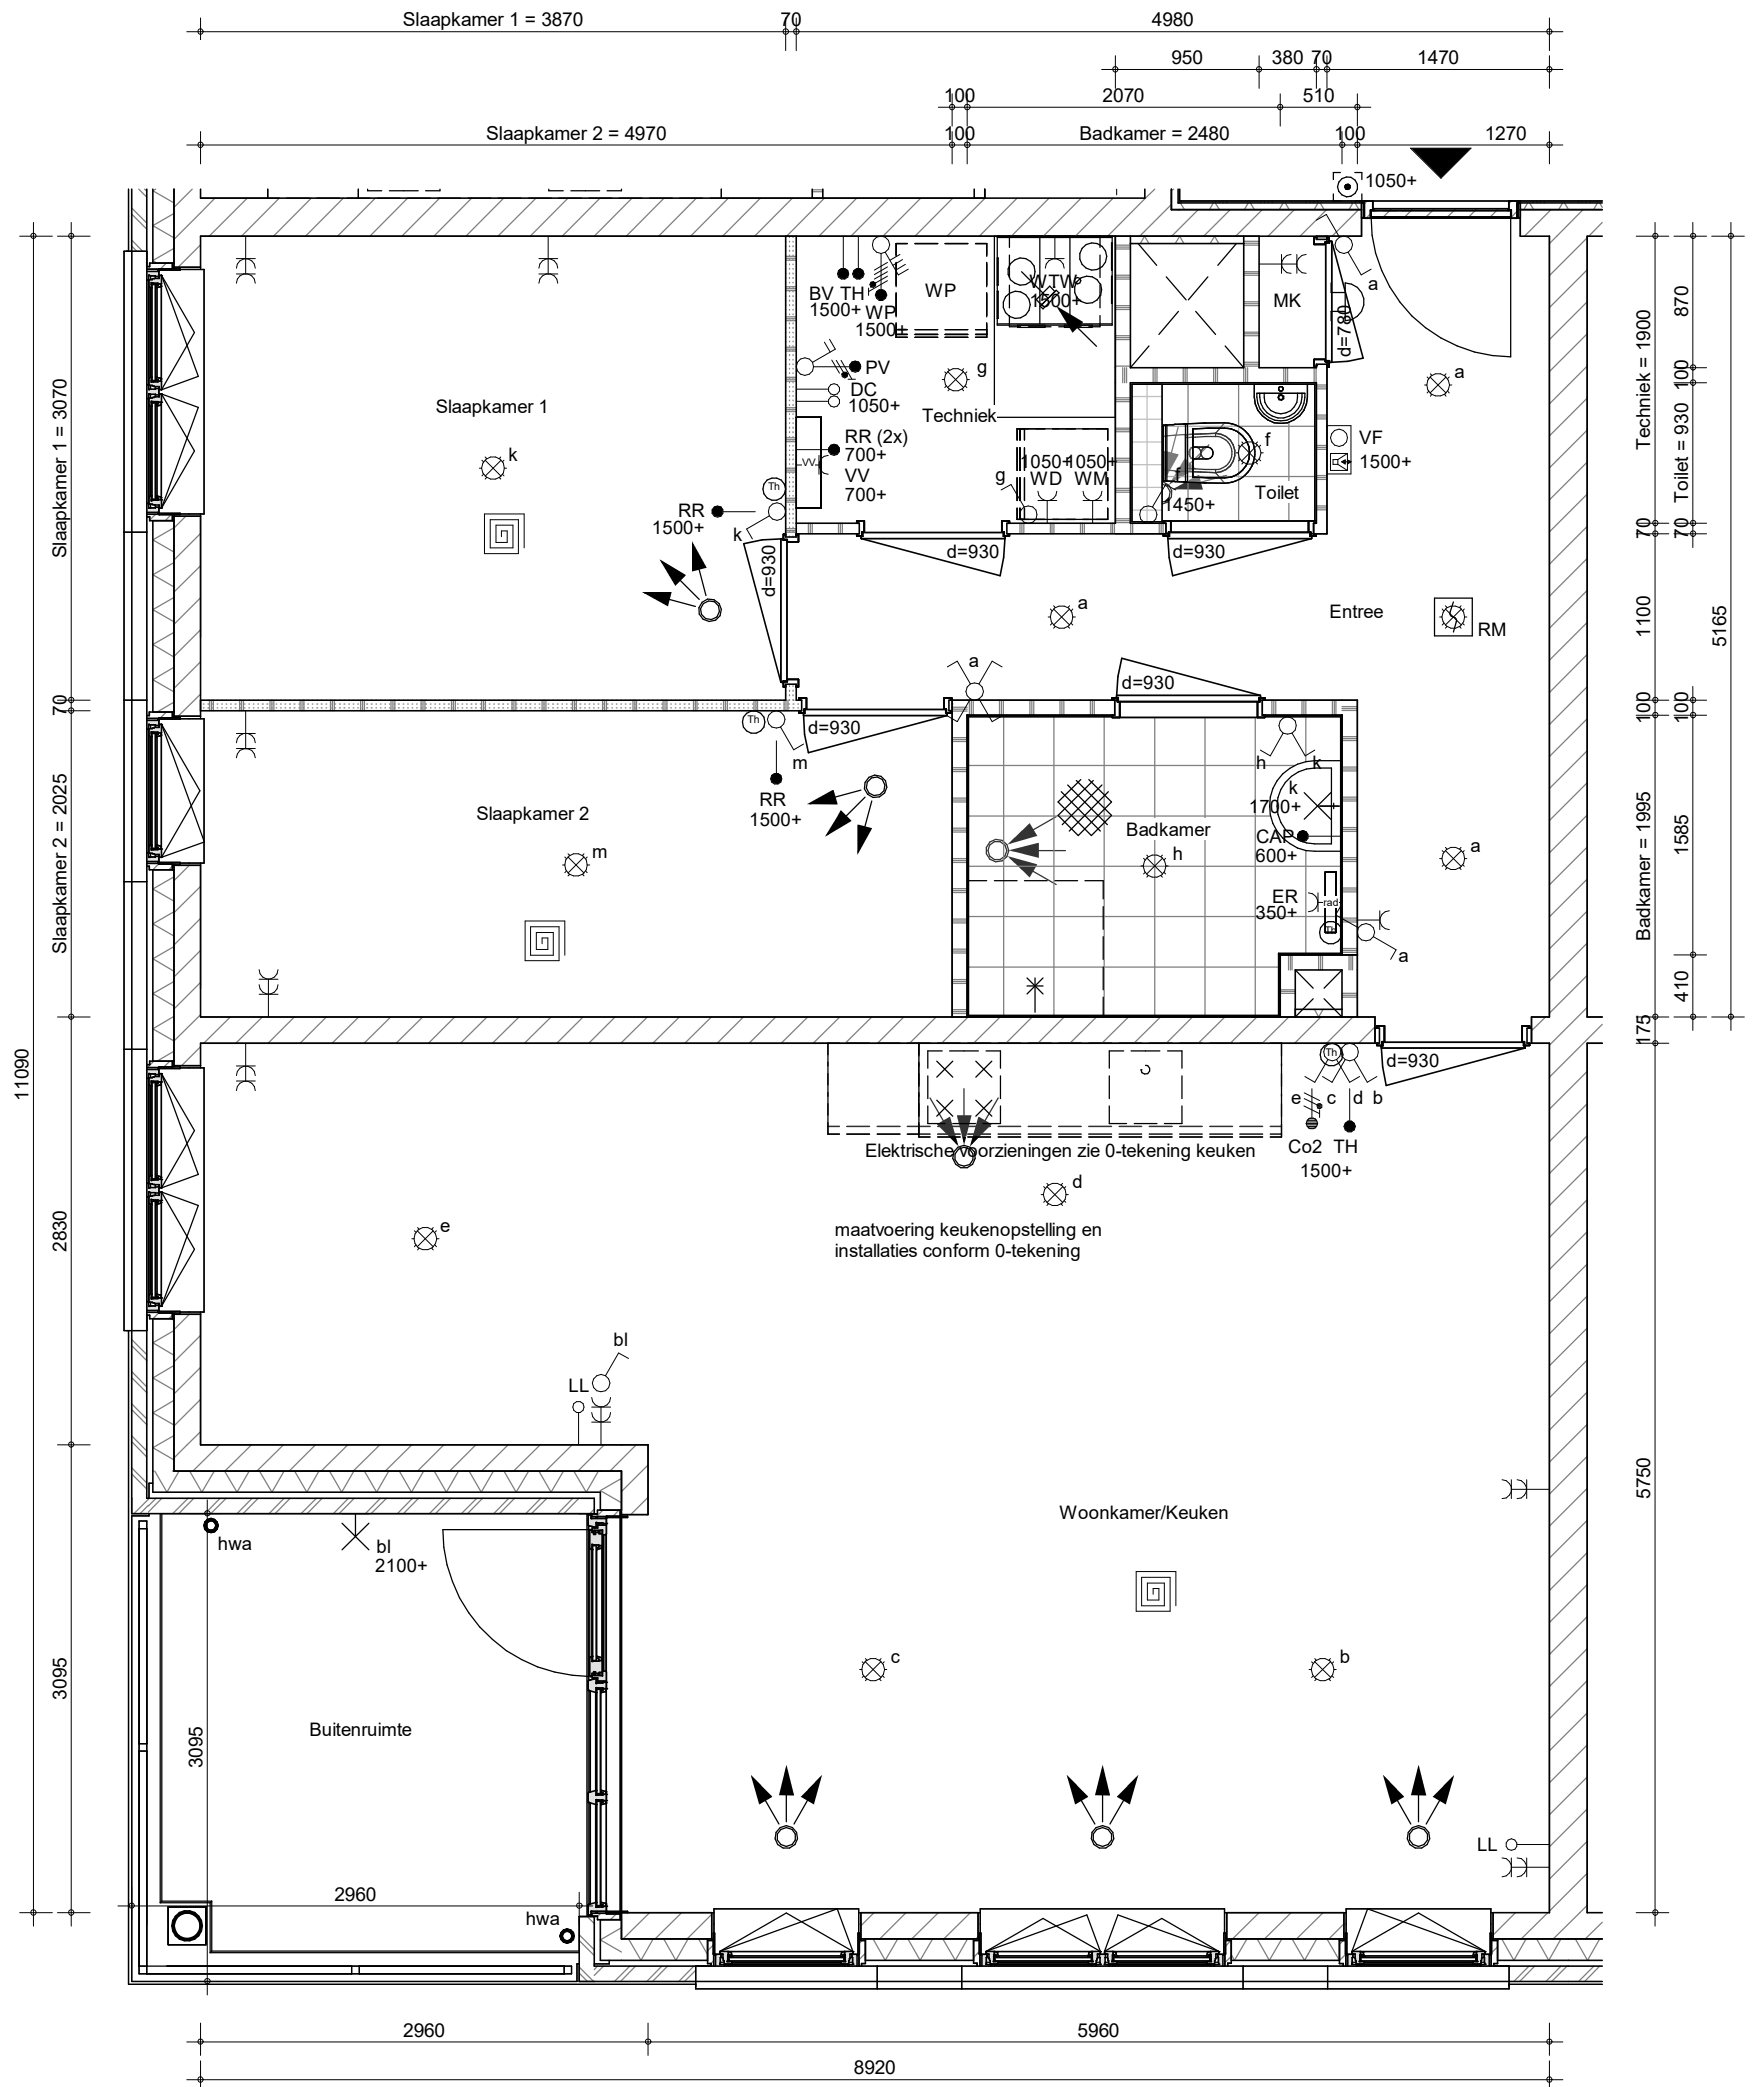 Slaapkamer 1 = 3870
70
4980
950
380
70
1470
100
2070
510
Slaapkamer 2 = 4970
100
Badkamer = 2480
100
1270
1050+
a
BV TH
1500+
WP
1500+
WP
WTW
1500+
MK
d=780
PV
DC
1050+
g
Techniek
a
Slaapkamer 1
k
RR (2x)
700+
VV
700+
VV
g
1050+
WD
1050+
WM
f
f
1450+
Toilet
VF
1500+
Th
RR
1500+
k
d=930
d=930
d=930
a
Entree
RM
a
d=930
Th
d=930
m
h
k
RR
1500+
Slaapkamer 2
m
k
1700+
CAP
600+
Badkamer
h
a
ER
350+
rad
a
Th
d=930
e
c
d
b
Co2
TH
1500+
Elektrische voorzieningen zie 0-tekening keuken
d
maatvoering keukenopstelling en
installaties conform 0-tekening
e
bl
LL
Woonkamer/Keuken
hwa
bl
2100+
c
b
Buitenruimte
3095
LL
2960
hwa
11090
Slaapkamer 1 = 3070
70
Slaapkamer 2 = 2025
2830
3095
Techniek = 1900
70
1100
100
Badkamer = 1995
175
5750
870
100
Toilet = 930
70
100
1585
410
5165
2960
5960
8920